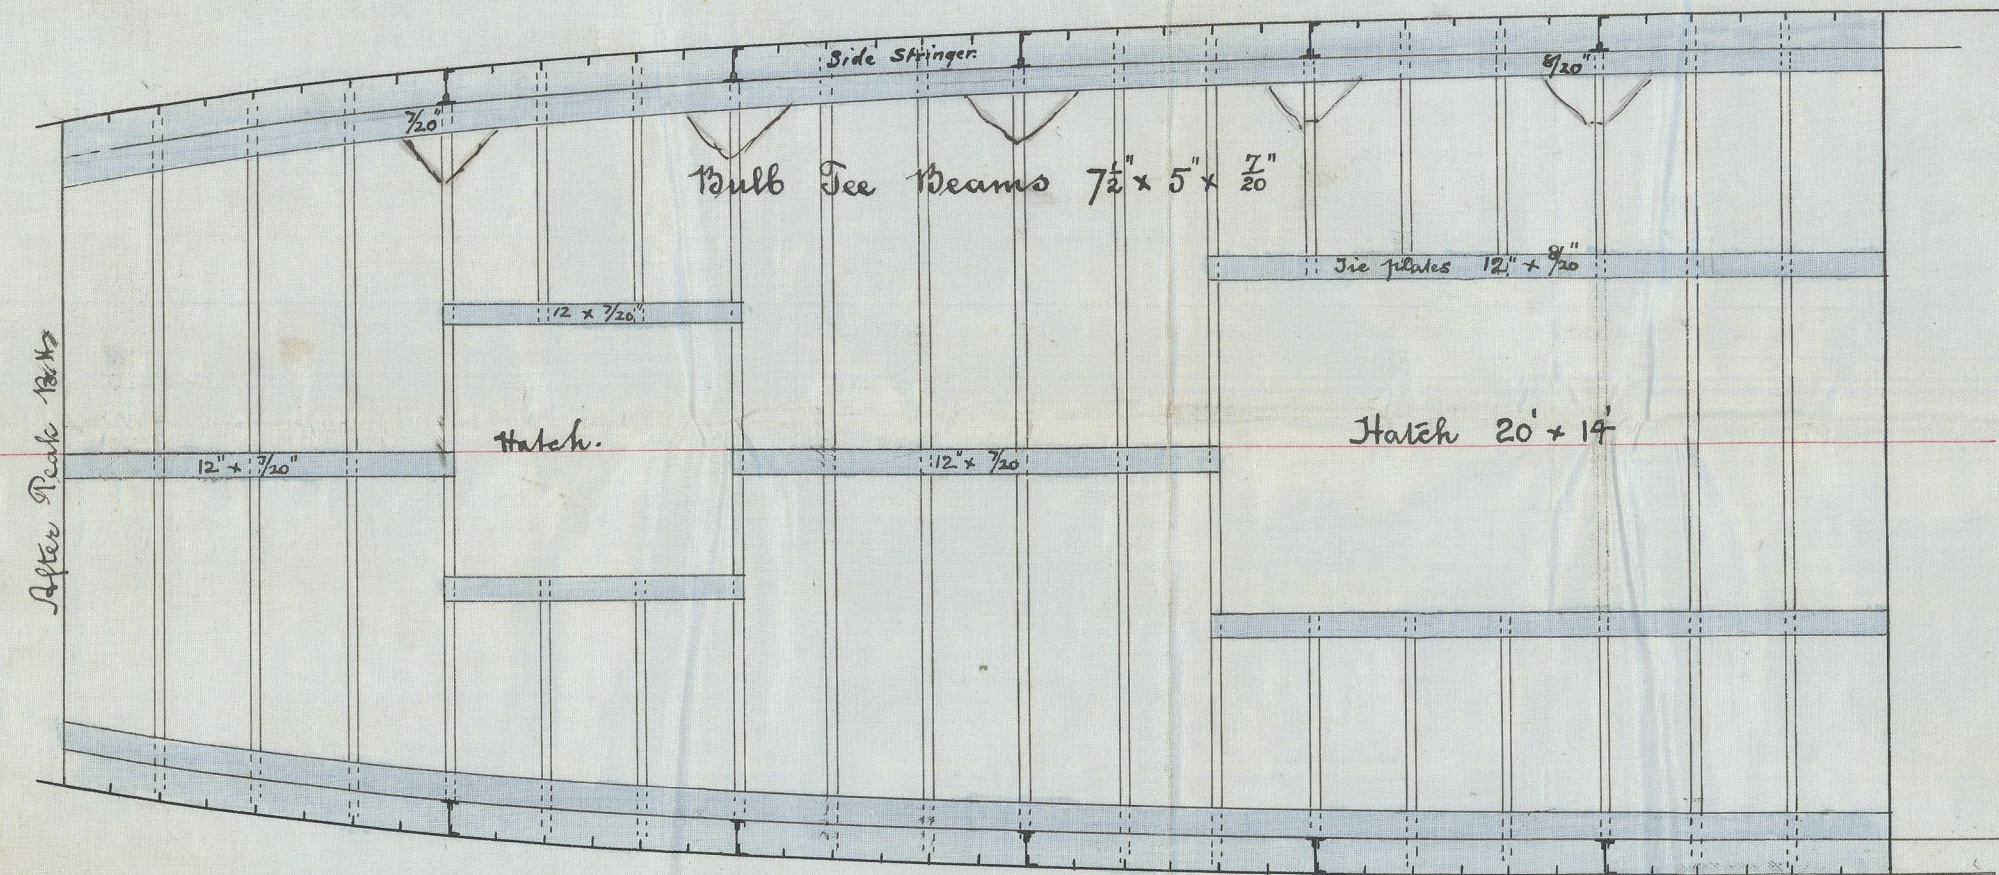 Side Stringer.
8/20"
7/20"
Bulb Tee Beams 7½" x 5" x 7/20"
Tie plates 12" x 8/20"
12 x 7/20"
After Peak
Hatch.
Hatch 20' x 14'
12" x 7/20"
12" x 7/20